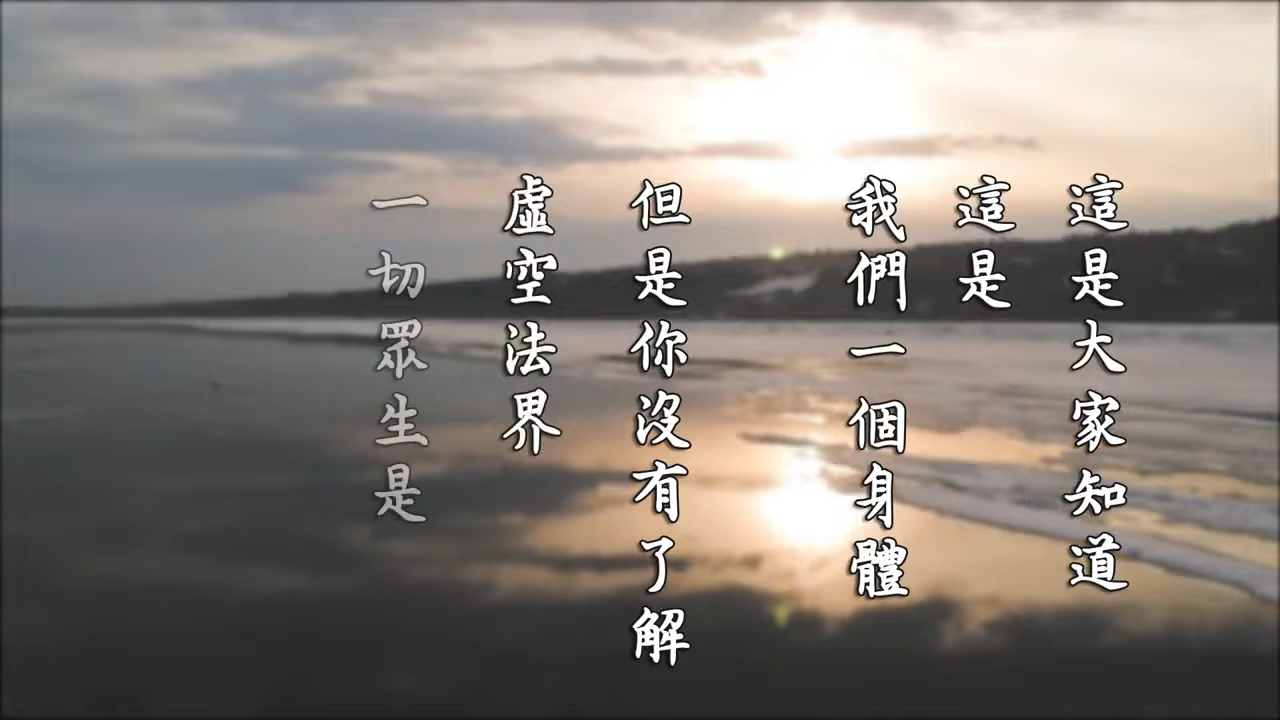 這是大家知道
這是
我們一個身體
但是你沒有了解
虛空法界
一切眾生是